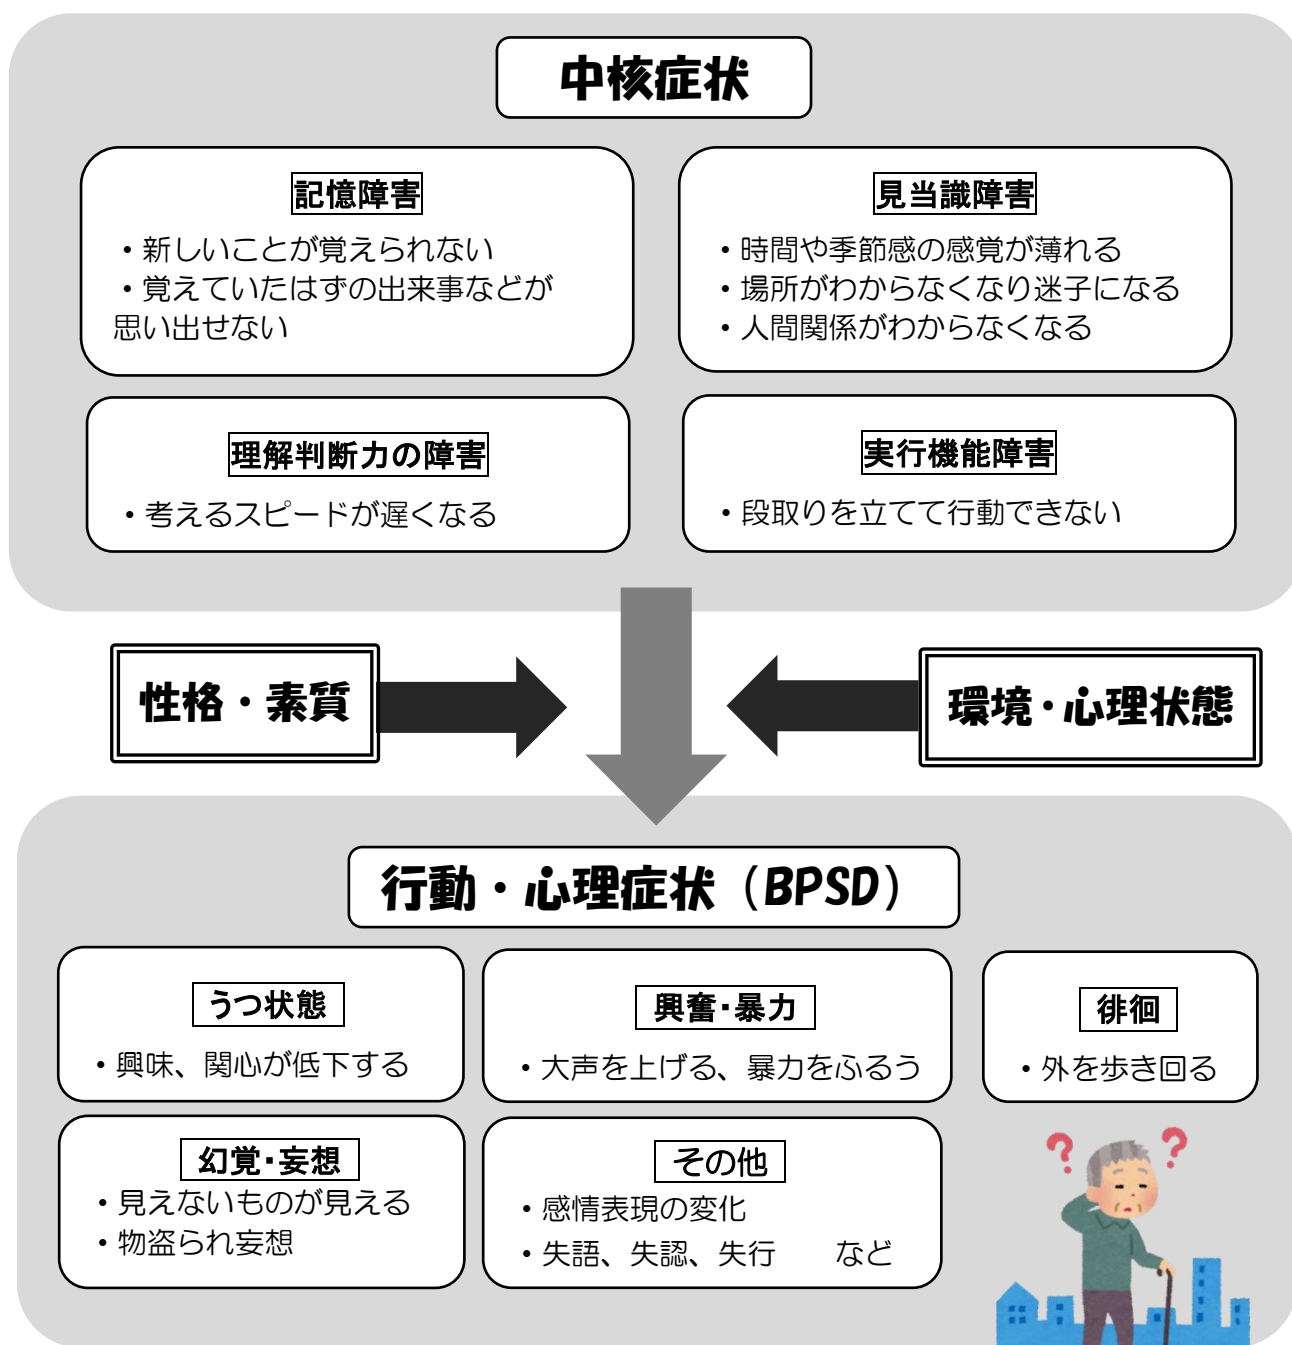 中核症状
記憶障害
・新しいことが覚えられない
・覚えていたはずの出来事などが
思い出せない
見当識障害
・時間や季節感の感覚が薄れる
・場所がわからなくなり迷子になる
・人間関係がわからなくなる
理解判断力の障害
・考えるスピードが遅くなる
実行機能障害
・段取りを立てて行動できない
性格・素質
環境・心理状態
行動・心理症状（BPSD）
うつ状態
・興味、関心が低下する
興奮・暴力
・大声を上げる、暴力をふるう
徘徊
・外を歩き回る
幻覚・妄想
・見えないものが見える
・物盗られ妄想
その他
・感情表現の変化
・失語、失認、失行　　など
? ?